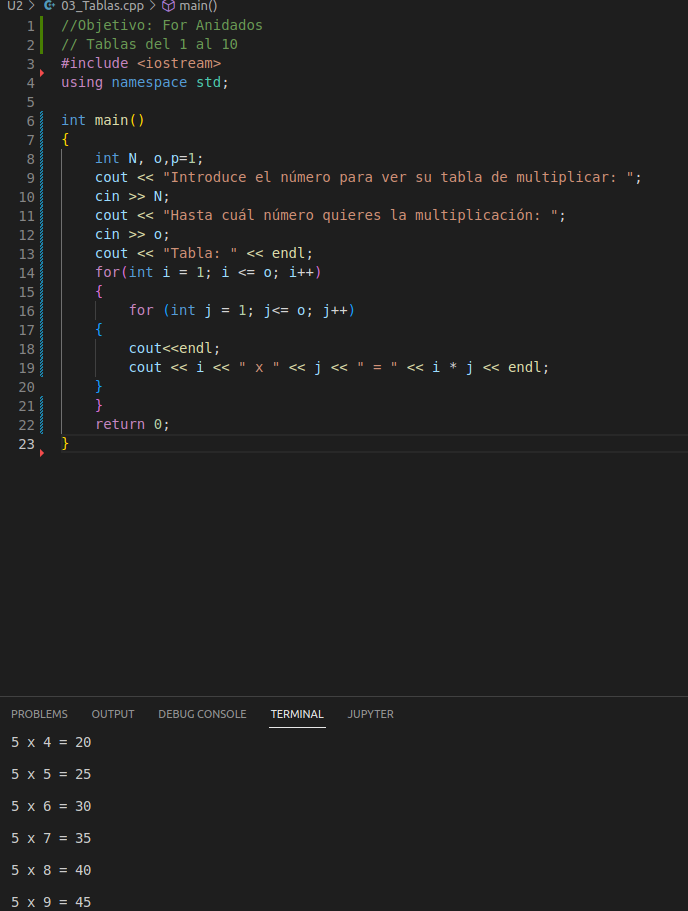 U2 > 03_Tablas.cpp > main()
1 //Objetivo: For Anidados
2 // Tablas del 1 al 10
3 #include <iostream>
4 using namespace std;
5
6 int main()
7 {
8 int N, o,p=1;
9 cout << "Introduce el número para ver su tabla de multiplicar: ";
10 cin >> N;
11 cout << "Hasta cuál número quieres la multiplicación: ";
12 cin >> o;
13 cout << "Tabla: " << endl;
14 for(int i = 1; i <= o; i++)
15 {
16 for (int j = 1; j<= o; j++)
17 {
18 cout<<endl;
19 cout << i << " x " << j << " = " << i * j << endl;
20 }
21 }
22 return 0;
23 }
PROBLEMS OUTPUT DEBUG CONSOLE TERMINAL JUPYTER
5 x 4 = 20
5 x 5 = 25
5 x 6 = 30
5 x 7 = 35
5 x 8 = 40
5 x 9 = 45